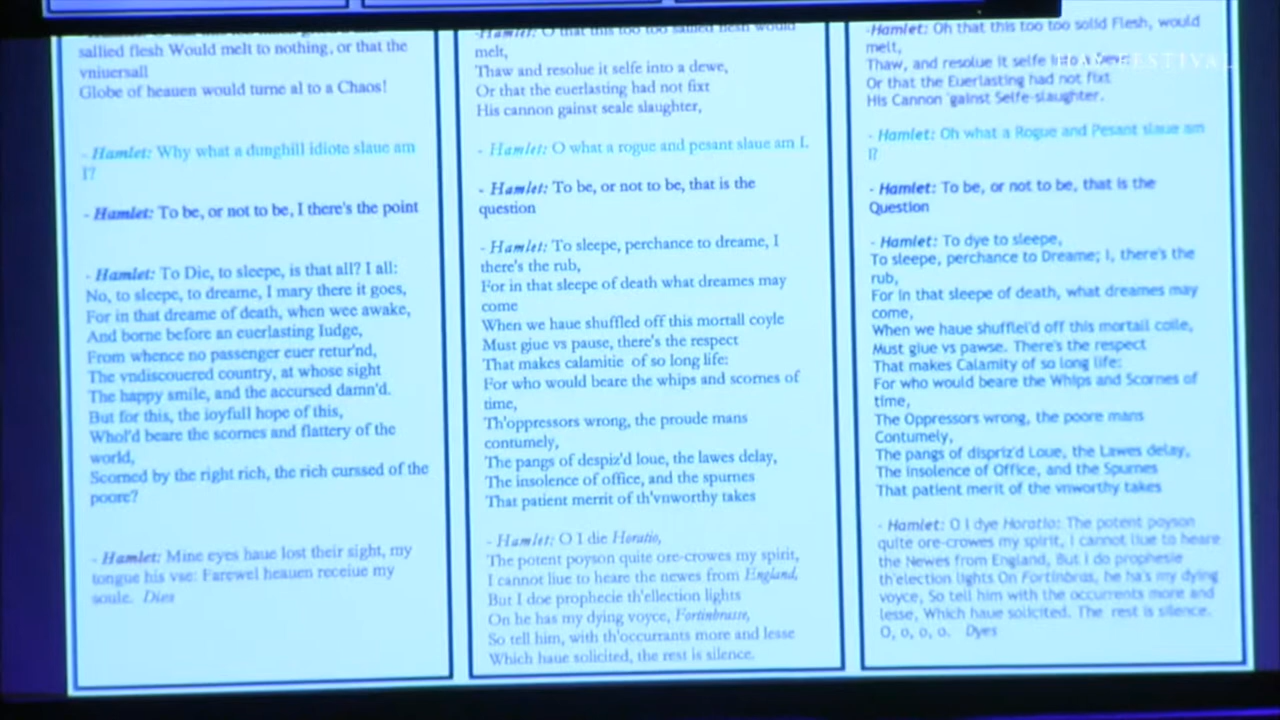 sallied flesh Would melt to nothing, or that the
vniuersall
Globe of heauen would turne al to a Chaos!
- Hamlet: Why what a dunghill idiote slaue am
I?
- Hamlet: To be, or not to be, I there's the point
- Hamlet: To Die, to sleepe, is that all? I all:
No, to sleepe, to dreame, I mary there it goes,
For in that dreame of death, when wee awake,
And borne before an euerlasting Iudge,
From whence no passenger euer retur'nd,
The vndiscouered country, at whose sight
The happy smile, and the accursed damn'd.
But for this, the ioyfull hope of this,
Whol'd beare the scornes and flattery of the
world,
Scorned by the right rich, the rich curssed of the
poore?
- Hamlet: Mine eyes haue lost their sight, my
tongue his vse: Farewel heauen receiue my
soule. Dies
-Hamlet: O that this too too sallied flesh would
melt,
Thaw and resolue it selfe into a dewe,
Or that the euerlasting had not fixt
His cannon gainst seale slaughter,
- Hamlet: O what a rogue and pesant slaue am I.
- Hamlet: To be, or not to be, that is the
question
- Hamlet: To sleepe, perchance to dreame, I
there's the rub,
For in that sleepe of death what dreames may
come
When we haue shuffled off this mortall coyle
Must giue vs pause, there's the respect
That makes calamitie of so long life:
For who would beare the whips and scornes of
time,
Th'oppressors wrong, the proude mans
contumely,
The pangs of despiz'd loue, the lawes delay,
The insolence of office, and the spurnes
That patient merrit of th'vnworthy takes
- Hamlet: O I die Horatio,
The potent poyson quite ore-crowes my spirit,
I cannot liue to heare the newes from England,
But I doe prophecie th'ellection lights
On he has my dying voyce, Fortinbrasse,
So tell him, with th'occurrants more and lesse
Which haue solicited, the rest is silence.
-Hamlet: Oh that this too too solid Flesh, would
melt,
Thaw, and resolue it selfe
Or that the Euerlasting had not fixt
His Cannon 'gainst Selfe-slaughter.
- Hamlet: Oh what a Rogue and Pesant slaue am
I?
- Hamlet: To be, or not to be, that is the
Question
- Hamlet: To dye to sleepe,
To sleepe, perchance to Dreame; I, there's the
rub,
For in that sleepe of death, what dreames may
come,
When we haue shufflel'd off this mortall coile,
Must giue vs pawse. There's the respect
That makes Calamity of so long life:
For who would beare the Whips and Scornes of
time,
The Oppressors wrong, the poore mans
Contumely,
The pangs of dispriz'd Loue, the Lawes delay,
The insolence of Office, and the Spurnes
That patient merit of the vnworthy takes
- Hamlet: O I dye Horatio: The potent poyson
quite ore-crowes my spirit, I cannot liue to heare
the Newes from England, But I do prophesie
th'election lights On Fortinbras, he ha's my dying
voyce, So tell him with the occurrents more and
lesse, Which haue solicited. The rest is silence.
O, o, o, o. Dyes
HAY FESTIVAL